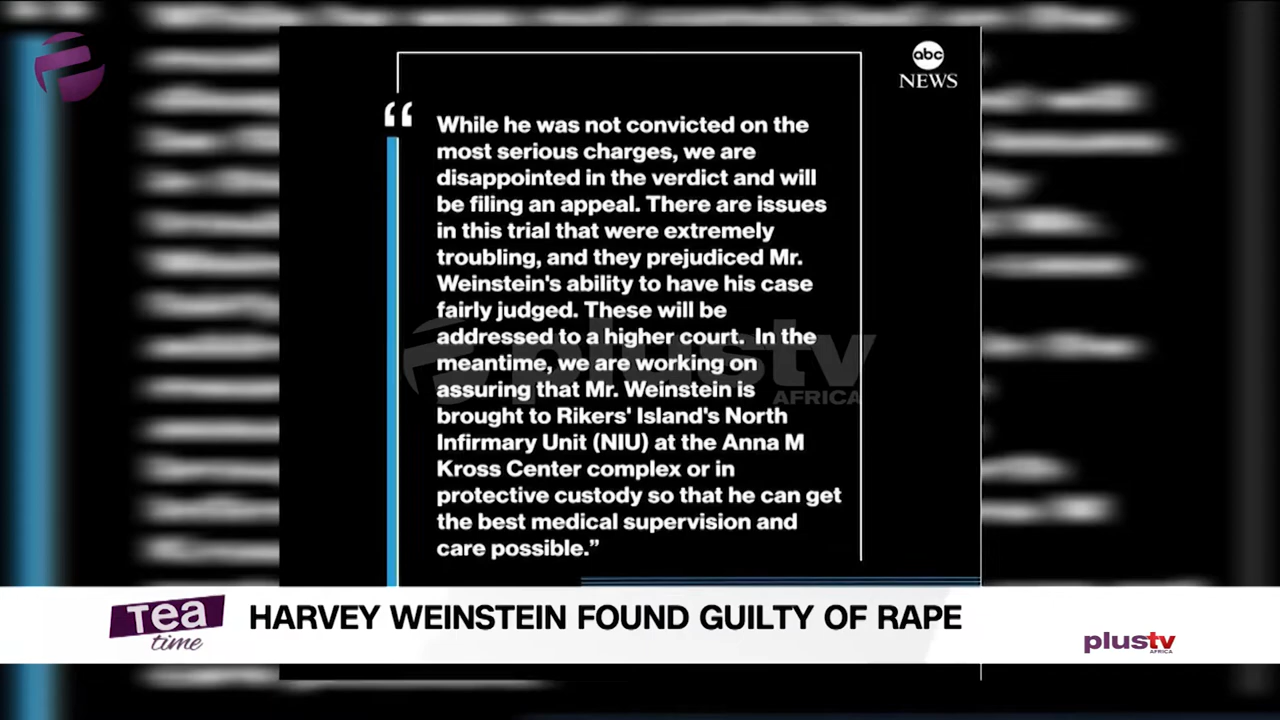 abc
NEWS
“
While he was not convicted on the
most serious charges, we are
disappointed in the verdict and will
be filing an appeal. There are issues
in this trial that were extremely
troubling, and they prejudiced Mr.
Weinstein's ability to have his case
fairly judged. These will be
addressed to a higher court.  In the
meantime, we are working on
assuring that Mr. Weinstein is
brought to Rikers' Island's North
Infirmary Unit (NIU) at the Anna M
Kross Center complex or in
protective custody so that he can get
the best medical supervision and
care possible.”
plustv
AFRICA
Tea
time
HARVEY WEINSTEIN FOUND GUILTY OF RAPE
plustv
AFRICA